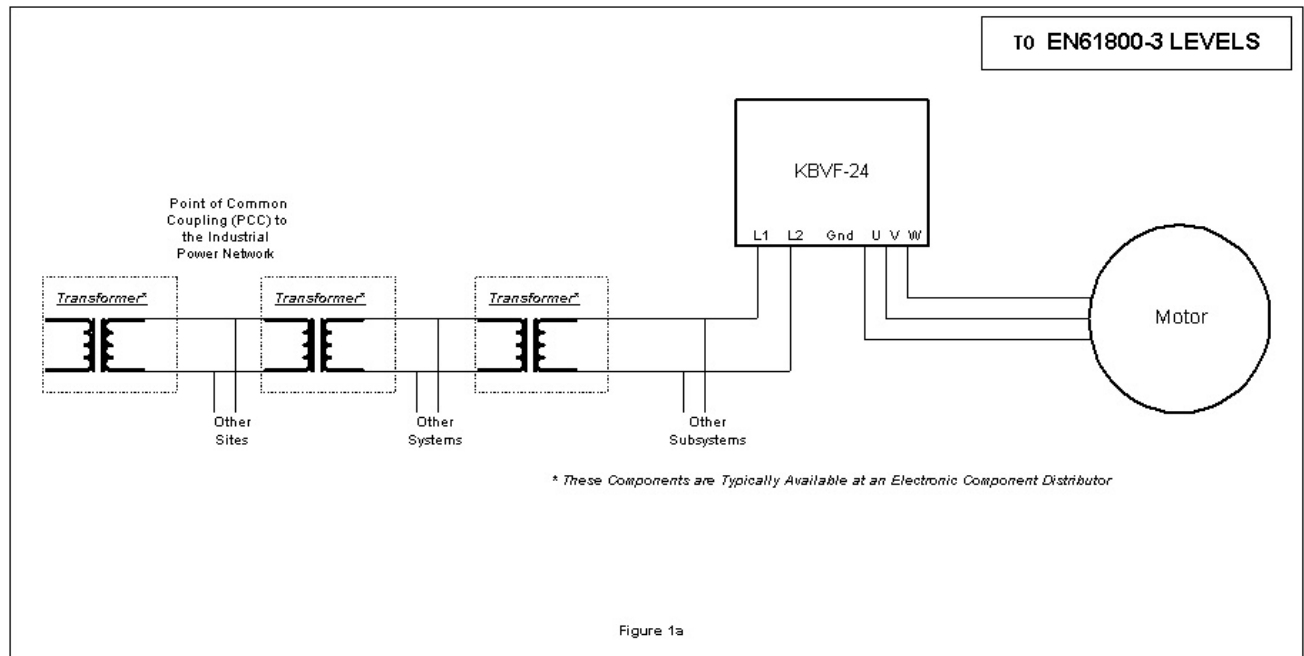 TO EN61800-3 LEVELS
KBVF-24
L1 L2 Gnd U V W
Point of Common
Coupling (PCC) to
the Industrial
Power Network
Transformer*
Transformer*
Transformer*
Motor
Other
Sites
Other
Systems
Other
Subsystems
* These Components are Typically Available at an Electronic Component Distributor
Figure 1a